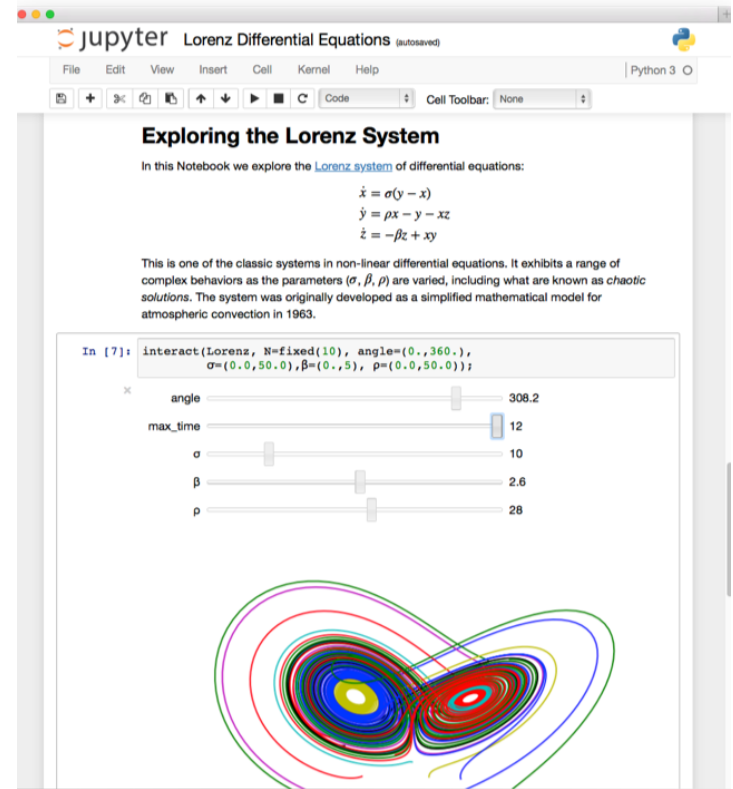 jupyter Lorenz Differential Equations (autosaved)
File Edit View Insert Cell Kernel Help Python 3
Code Cell Toolbar: None
Exploring the Lorenz System
In this Notebook we explore the Lorenz system of differential equations:
ẋ = σ(y − x)
ẏ = ρx − y − xz
ż = −βz + xy
This is one of the classic systems in non-linear differential equations. It exhibits a range of
complex behaviors as the parameters (σ, β, ρ) are varied, including what are known as chaotic
solutions. The system was originally developed as a simplified mathematical model for
atmospheric convection in 1963.
In [7]: interact(Lorenz, N=fixed(10), angle=(0.,360.),
σ=(0.0,50.0),β=(0.,5), ρ=(0.0,50.0));
angle 308.2
max_time 12
σ 10
β 2.6
ρ 28